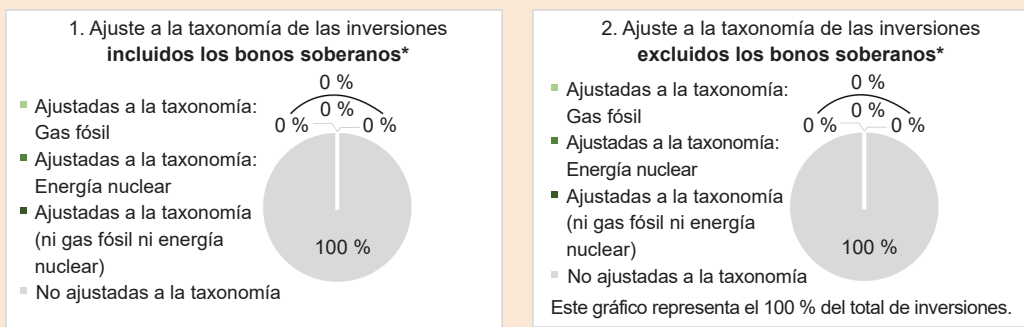 1. Ajuste a la taxonomía de las inversiones
incluidos los bonos soberanos*
Ajustadas a la taxonomía:
Gas fósil
Ajustadas a la taxonomía:
Energía nuclear
Ajustadas a la taxonomía
(ni gas fósil ni energía
nuclear)
No ajustadas a la taxonomía
0 %
0 %
0 %
0 %
100 %
2. Ajuste a la taxonomía de las inversiones
excluidos los bonos soberanos*
Ajustadas a la taxonomía:
Gas fósil
Ajustadas a la taxonomía:
Energía nuclear
Ajustadas a la taxonomía
(ni gas fósil ni energía
nuclear)
No ajustadas a la taxonomía
0 %
0 %
0 %
0 %
100 %
Este gráfico representa el 100 % del total de inversiones.